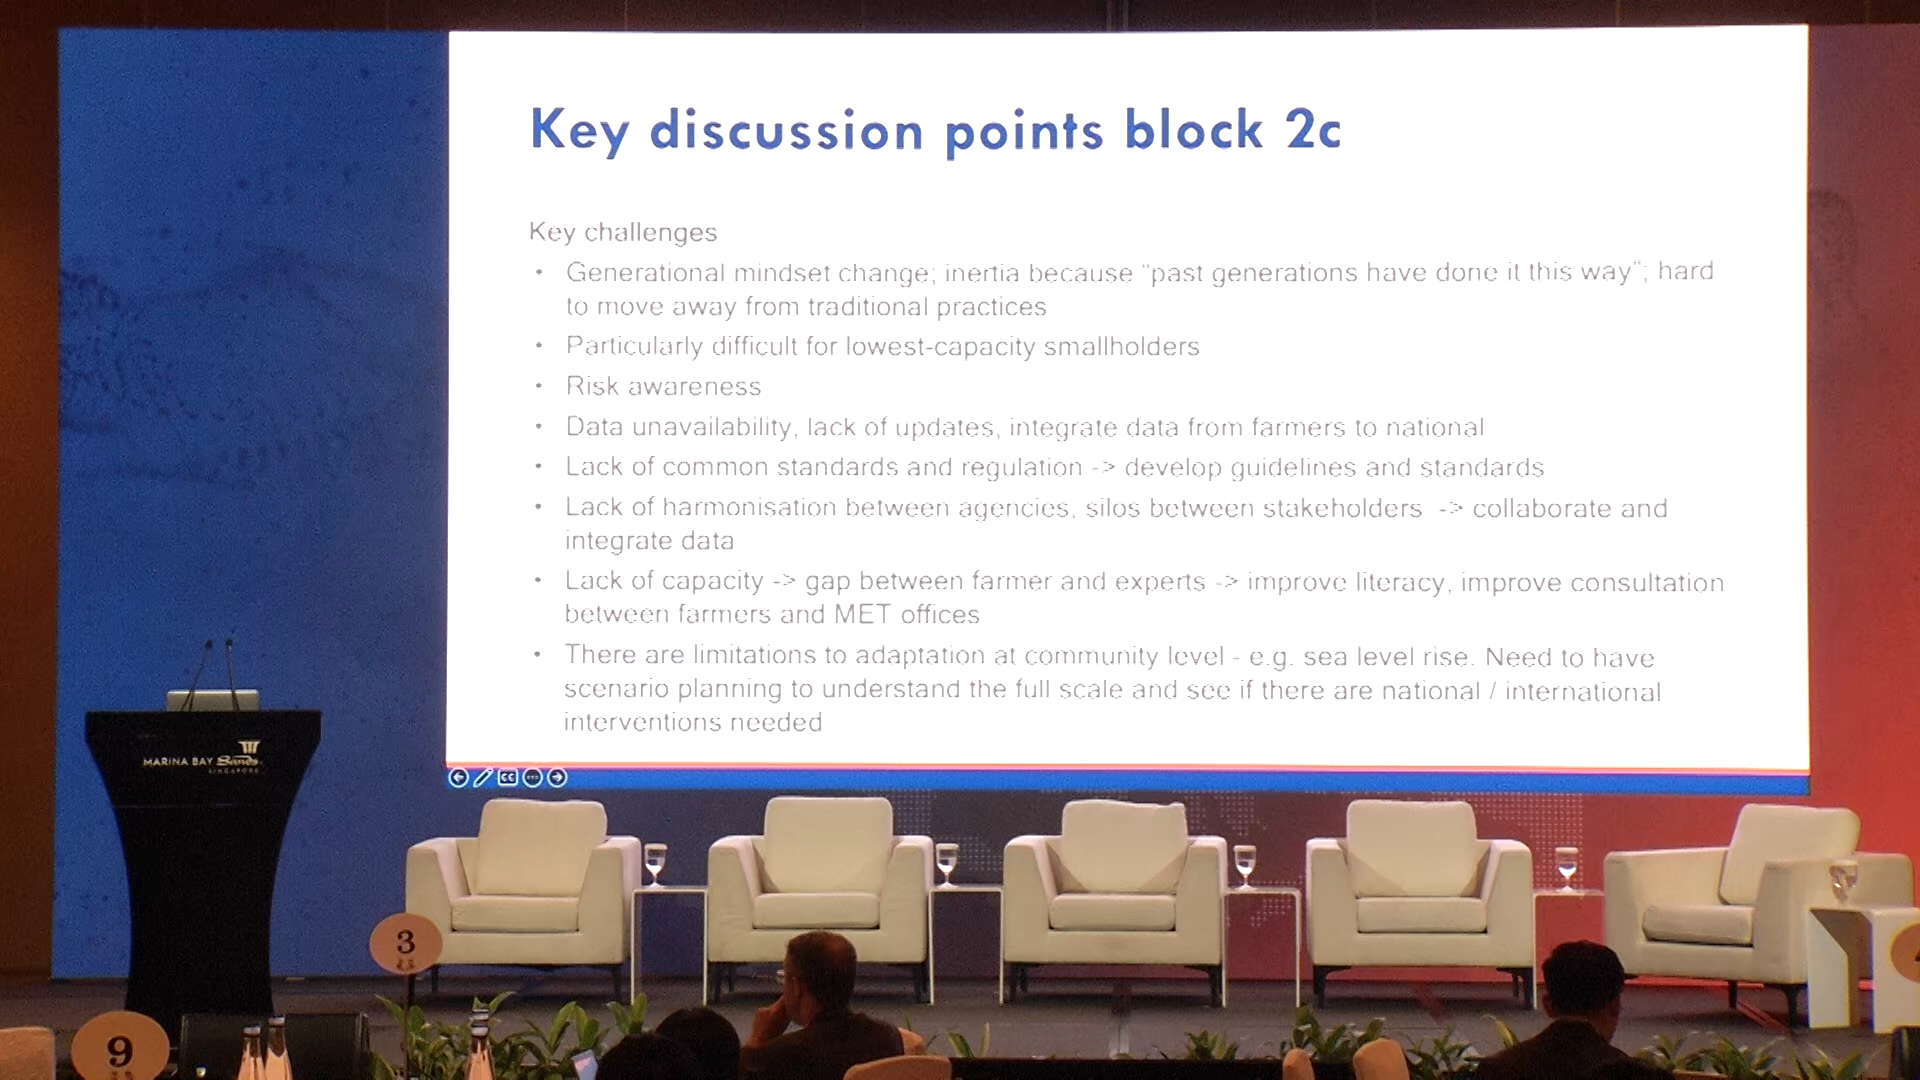 Key discussion points block 2c
Key challenges
• Generational mindset change; inertia because “past generations have done it this way”; hard
to move away from traditional practices
• Particularly difficult for lowest-capacity smallholders
• Risk awareness
• Data unavailability, lack of updates, integrate data from farmers to national
• Lack of common standards and regulation -> develop guidelines and standards
• Lack of harmonisation between agencies, silos between stakeholders -> collaborate and
integrate data
• Lack of capacity -> gap between farmer and experts -> improve literacy, improve consultation
between farmers and MET offices
• There are limitations to adaptation at community level - e.g. sea level rise. Need to have
scenario planning to understand the full scale and see if there are national / international
interventions needed
CC
MARINA BAY Sands
SINGAPORE
3
9